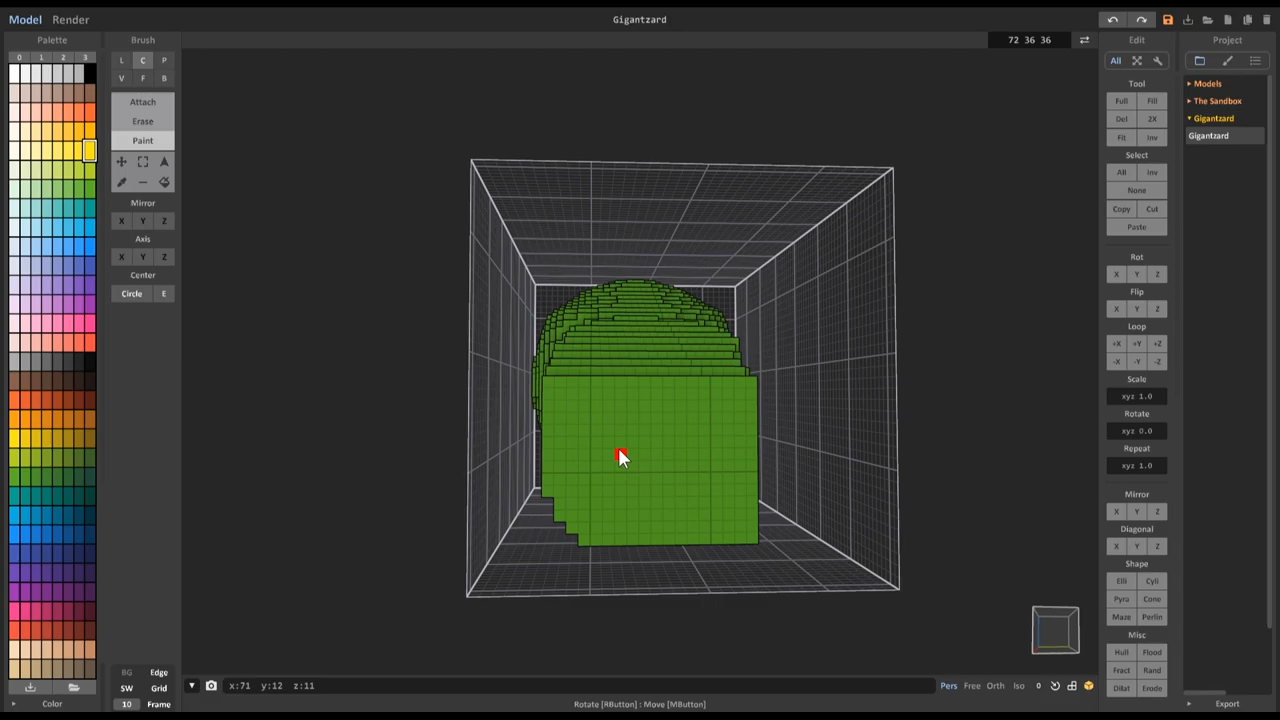 Model Render Gigantzard
Palette Brush 72 36 36 Edit Project
0 1 2 3
L C P
V F B
Attach
Erase
Paint
Mirror
X Y Z
Axis
X Y Z
Center
Circle E
All
Tool
Full Fill
Del 2X
Fit Inv
Select
All Inv
None
Copy Cut
Paste
Rot
X Y Z
Flip
X Y Z
Loop
+X +Y +Z
-X -Y -Z
Scale
xyz 1.0
Rotate
xyz 0.0
Repeat
xyz 1.0
Mirror
X Y Z
Diagonal
X Y Z
Shape
Elli Cyli
Pyra Cone
Maze Perlin
Misc
Hull Flood
Fract Rand
Dilat Erode
Models
The Sandbox
Gigantzard
Gigantzard
BG Edge
SW Grid
10 Frame
x:71 y:12 z:11 Pers Free Orth Iso 0
Color Rotate [RButton] : Move [MButton] Export